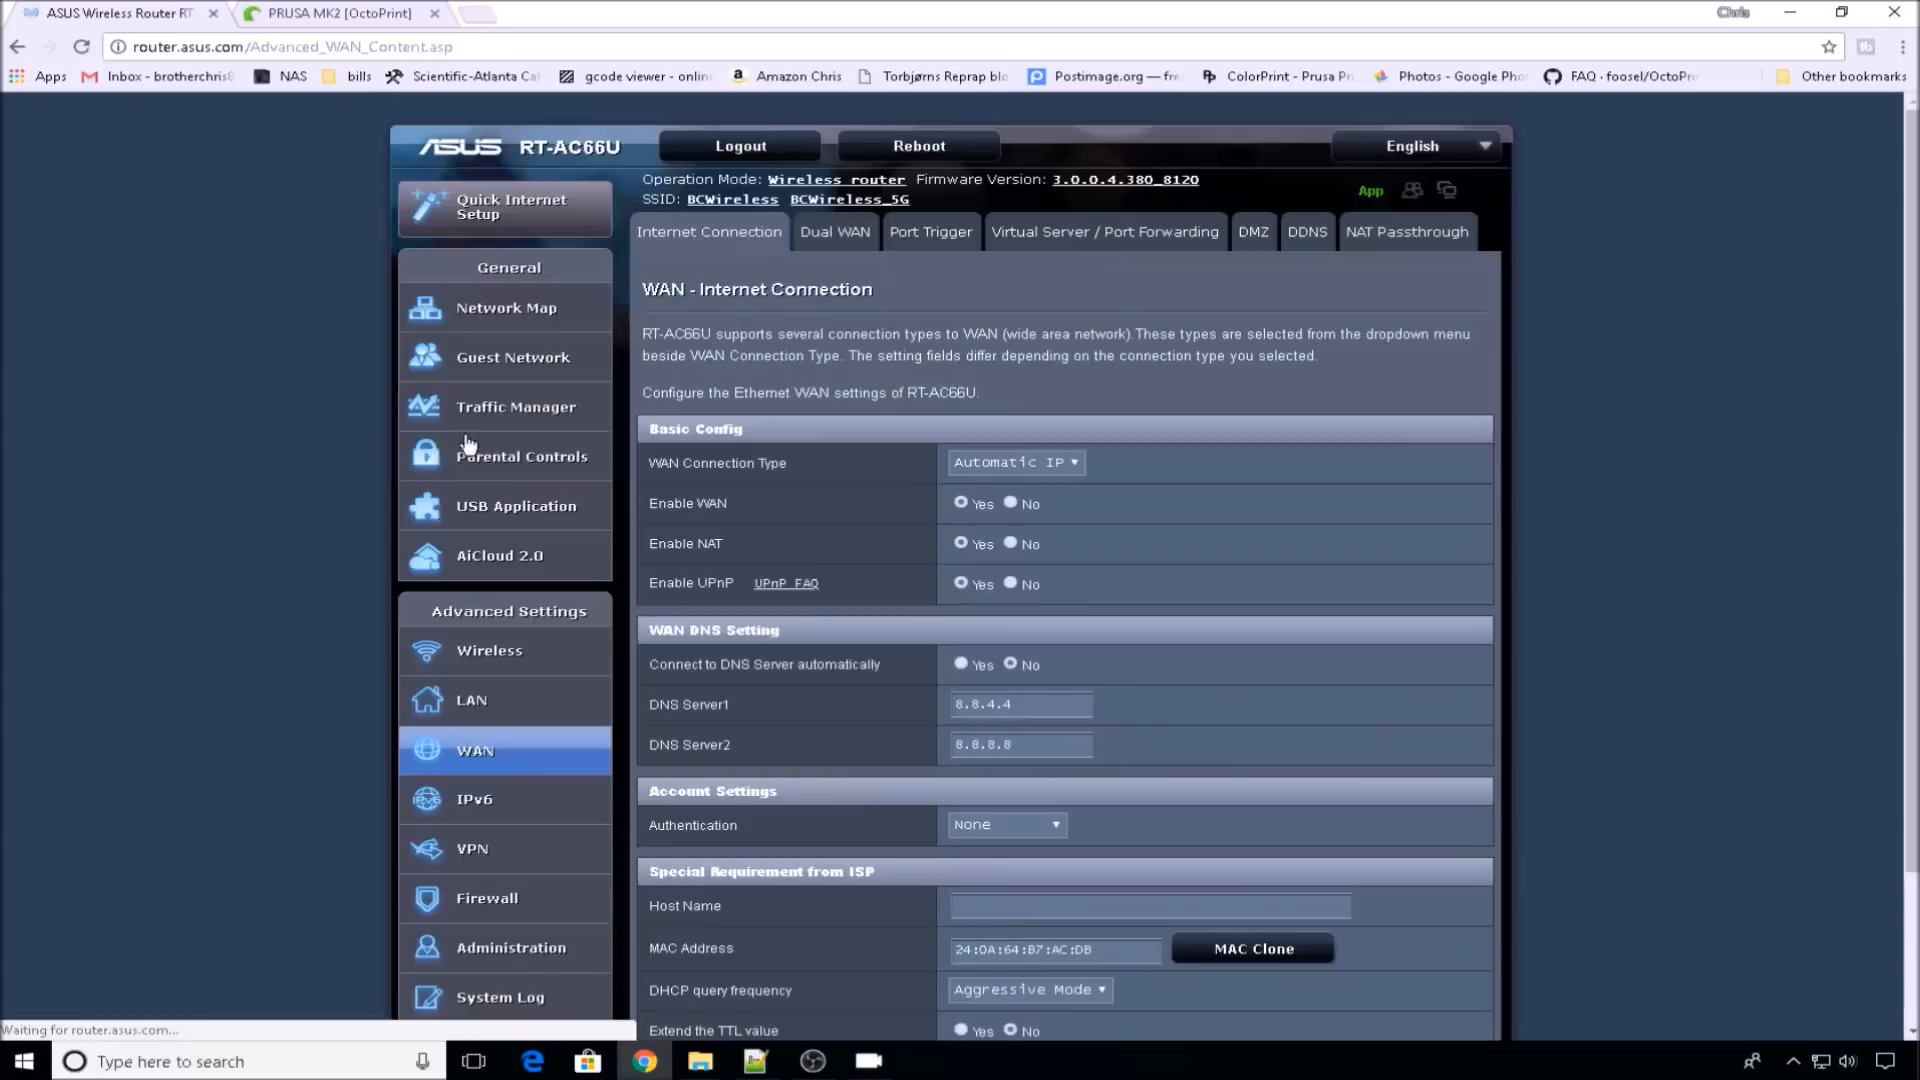 ASUS Wireless Router RT
PRUSA MK2 [OctoPrint]
Chris
router.asus.com/Advanced_WAN_Content.asp
Apps
Inbox - brotherchris
NAS
bills
Scientific-Atlanta Ca
gcode viewer - onlin
Amazon Chris
Torbjørns Reprap blo
Postimage.org — fre
ColorPrint - Prusa Pr
Photos - Google Pho
FAQ · foosel/OctoPri
Other bookmarks
ASUS RT-AC66U
Logout
Reboot
English
Operation Mode: Wireless router Firmware Version: 3.0.0.4.380_8120
SSID: BCWireless BCWireless_5G
App
Quick Internet
Setup
General
Network Map
Guest Network
Traffic Manager
Parental Controls
USB Application
AiCloud 2.0
Advanced Settings
Wireless
LAN
WAN
IPv6
VPN
Firewall
Administration
System Log
Internet Connection
Dual WAN
Port Trigger
Virtual Server / Port Forwarding
DMZ
DDNS
NAT Passthrough
WAN - Internet Connection
RT-AC66U supports several connection types to WAN (wide area network).These types are selected from the dropdown menu
beside WAN Connection Type. The setting fields differ depending on the connection type you selected.
Configure the Ethernet WAN settings of RT-AC66U.
Basic Config
WAN Connection Type Automatic IP
Enable WAN Yes No
Enable NAT Yes No
Enable UPnP UPnP FAQ Yes No
WAN DNS Setting
Connect to DNS Server automatically Yes No
DNS Server1 8.8.4.4
DNS Server2 8.8.8.8
Account Settings
Authentication None
Special Requirement from ISP
Host Name
MAC Address 24:0A:64:B7:AC:DB MAC Clone
DHCP query frequency Aggressive Mode
Extend the TTL value Yes No
Waiting for router.asus.com...
Type here to search